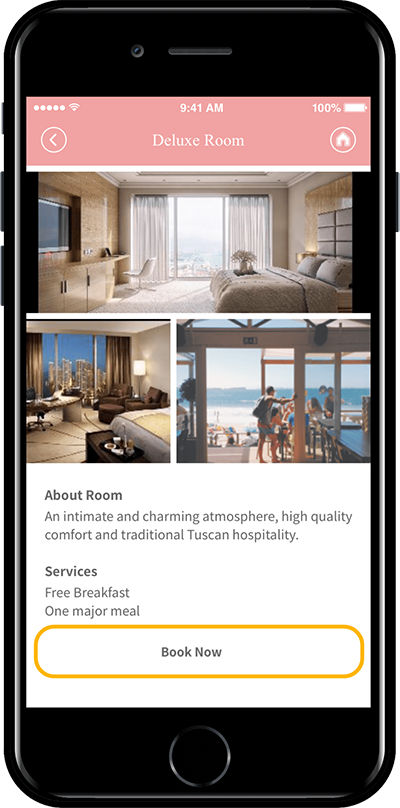 9:41 AM 100%
Deluxe Room
About Room
An intimate and charming atmosphere, high quality
comfort and traditional Tuscan hospitality.
Services
Free Breakfast
One major meal
Book Now